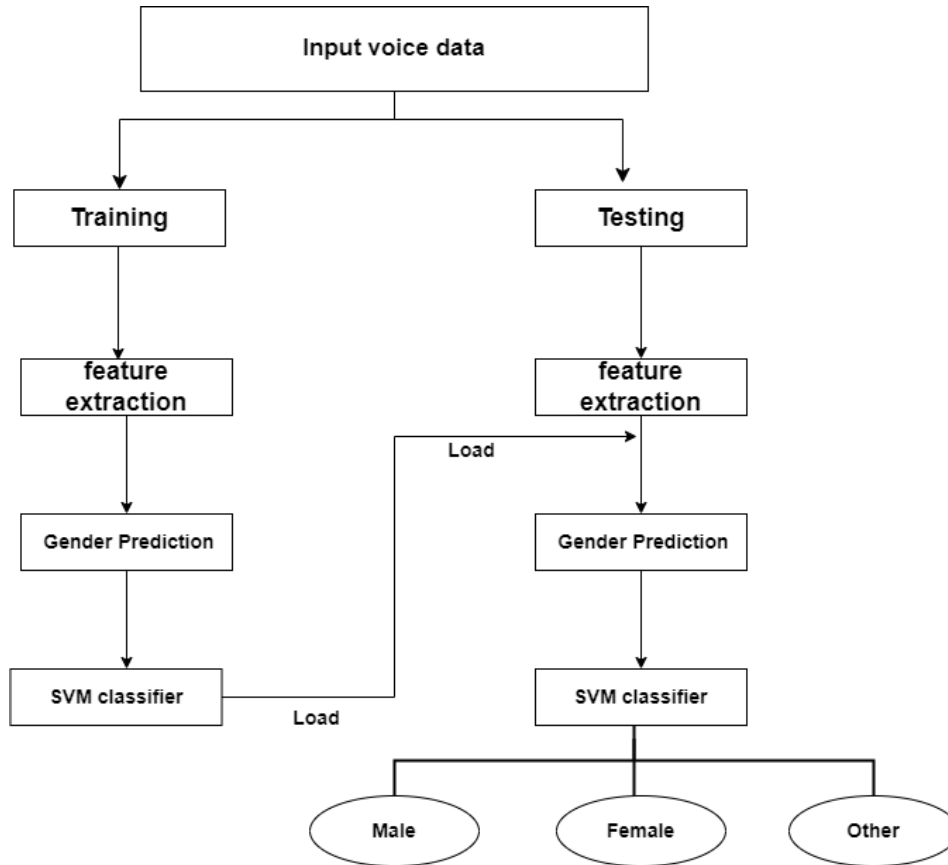 Input voice data
Training
Testing
feature
extraction
feature
extraction
Load
Gender Prediction
Gender Prediction
SVM classifier
SVM classifier
Load
Male
Female
Other